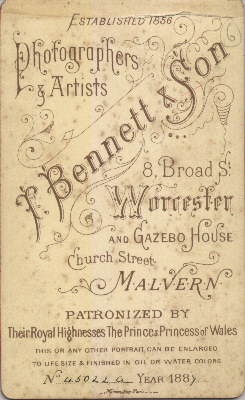 ESTABLISHED 1856
Photographers
& Artists
T. Bennett & Son
8, Broad St
Worcester
AND GAZEBO HOUSE
Church Street,
MALVERN
PATRONIZED BY
Their Royal Highnesses The Prince & Princess of Wales
THIS OR ANY OTHER PORTRAIT CAN BE ENLARGED
TO LIFE SIZE & FINISHED IN OIL OR WATER COLORS
No YEAR 1887